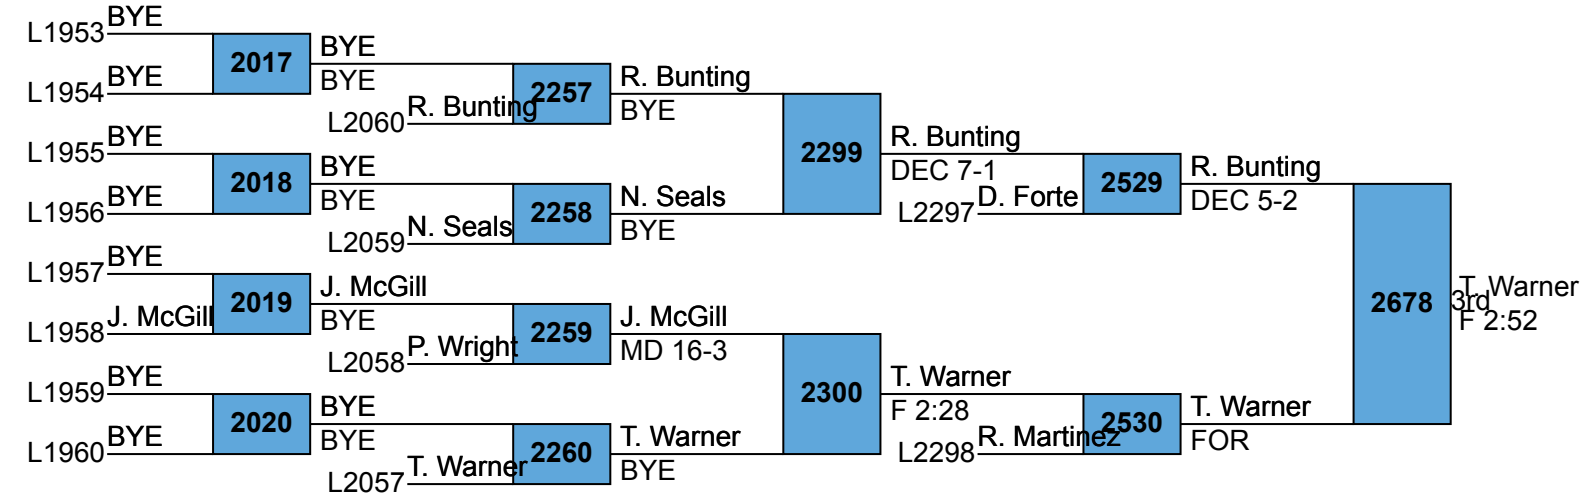 BYE
L1953
2017
BYE
BYE
BYE
L1954
R. Bunting
L2060
2257
R. Bunting
BYE
BYE
L1955
2018
BYE
BYE
BYE
L1956
N. Seals
L2059
2258
N. Seals
BYE
2299
R. Bunting
DEC 7-1
D. Forte
L2297
2529
R. Bunting
DEC 5-2
BYE
L1957
2019
J. McGill
BYE
J. McGill
L1958
P. Wright
L2058
2259
J. McGill
MD 16-3
BYE
L1959
2020
BYE
BYE
BYE
L1960
T. Warner
L2057
2260
T. Warner
BYE
2300
T. Warner
F 2:28
R. Martinez
L2298
2530
T. Warner
FOR
2678
3rd
T. Warner
F 2:52